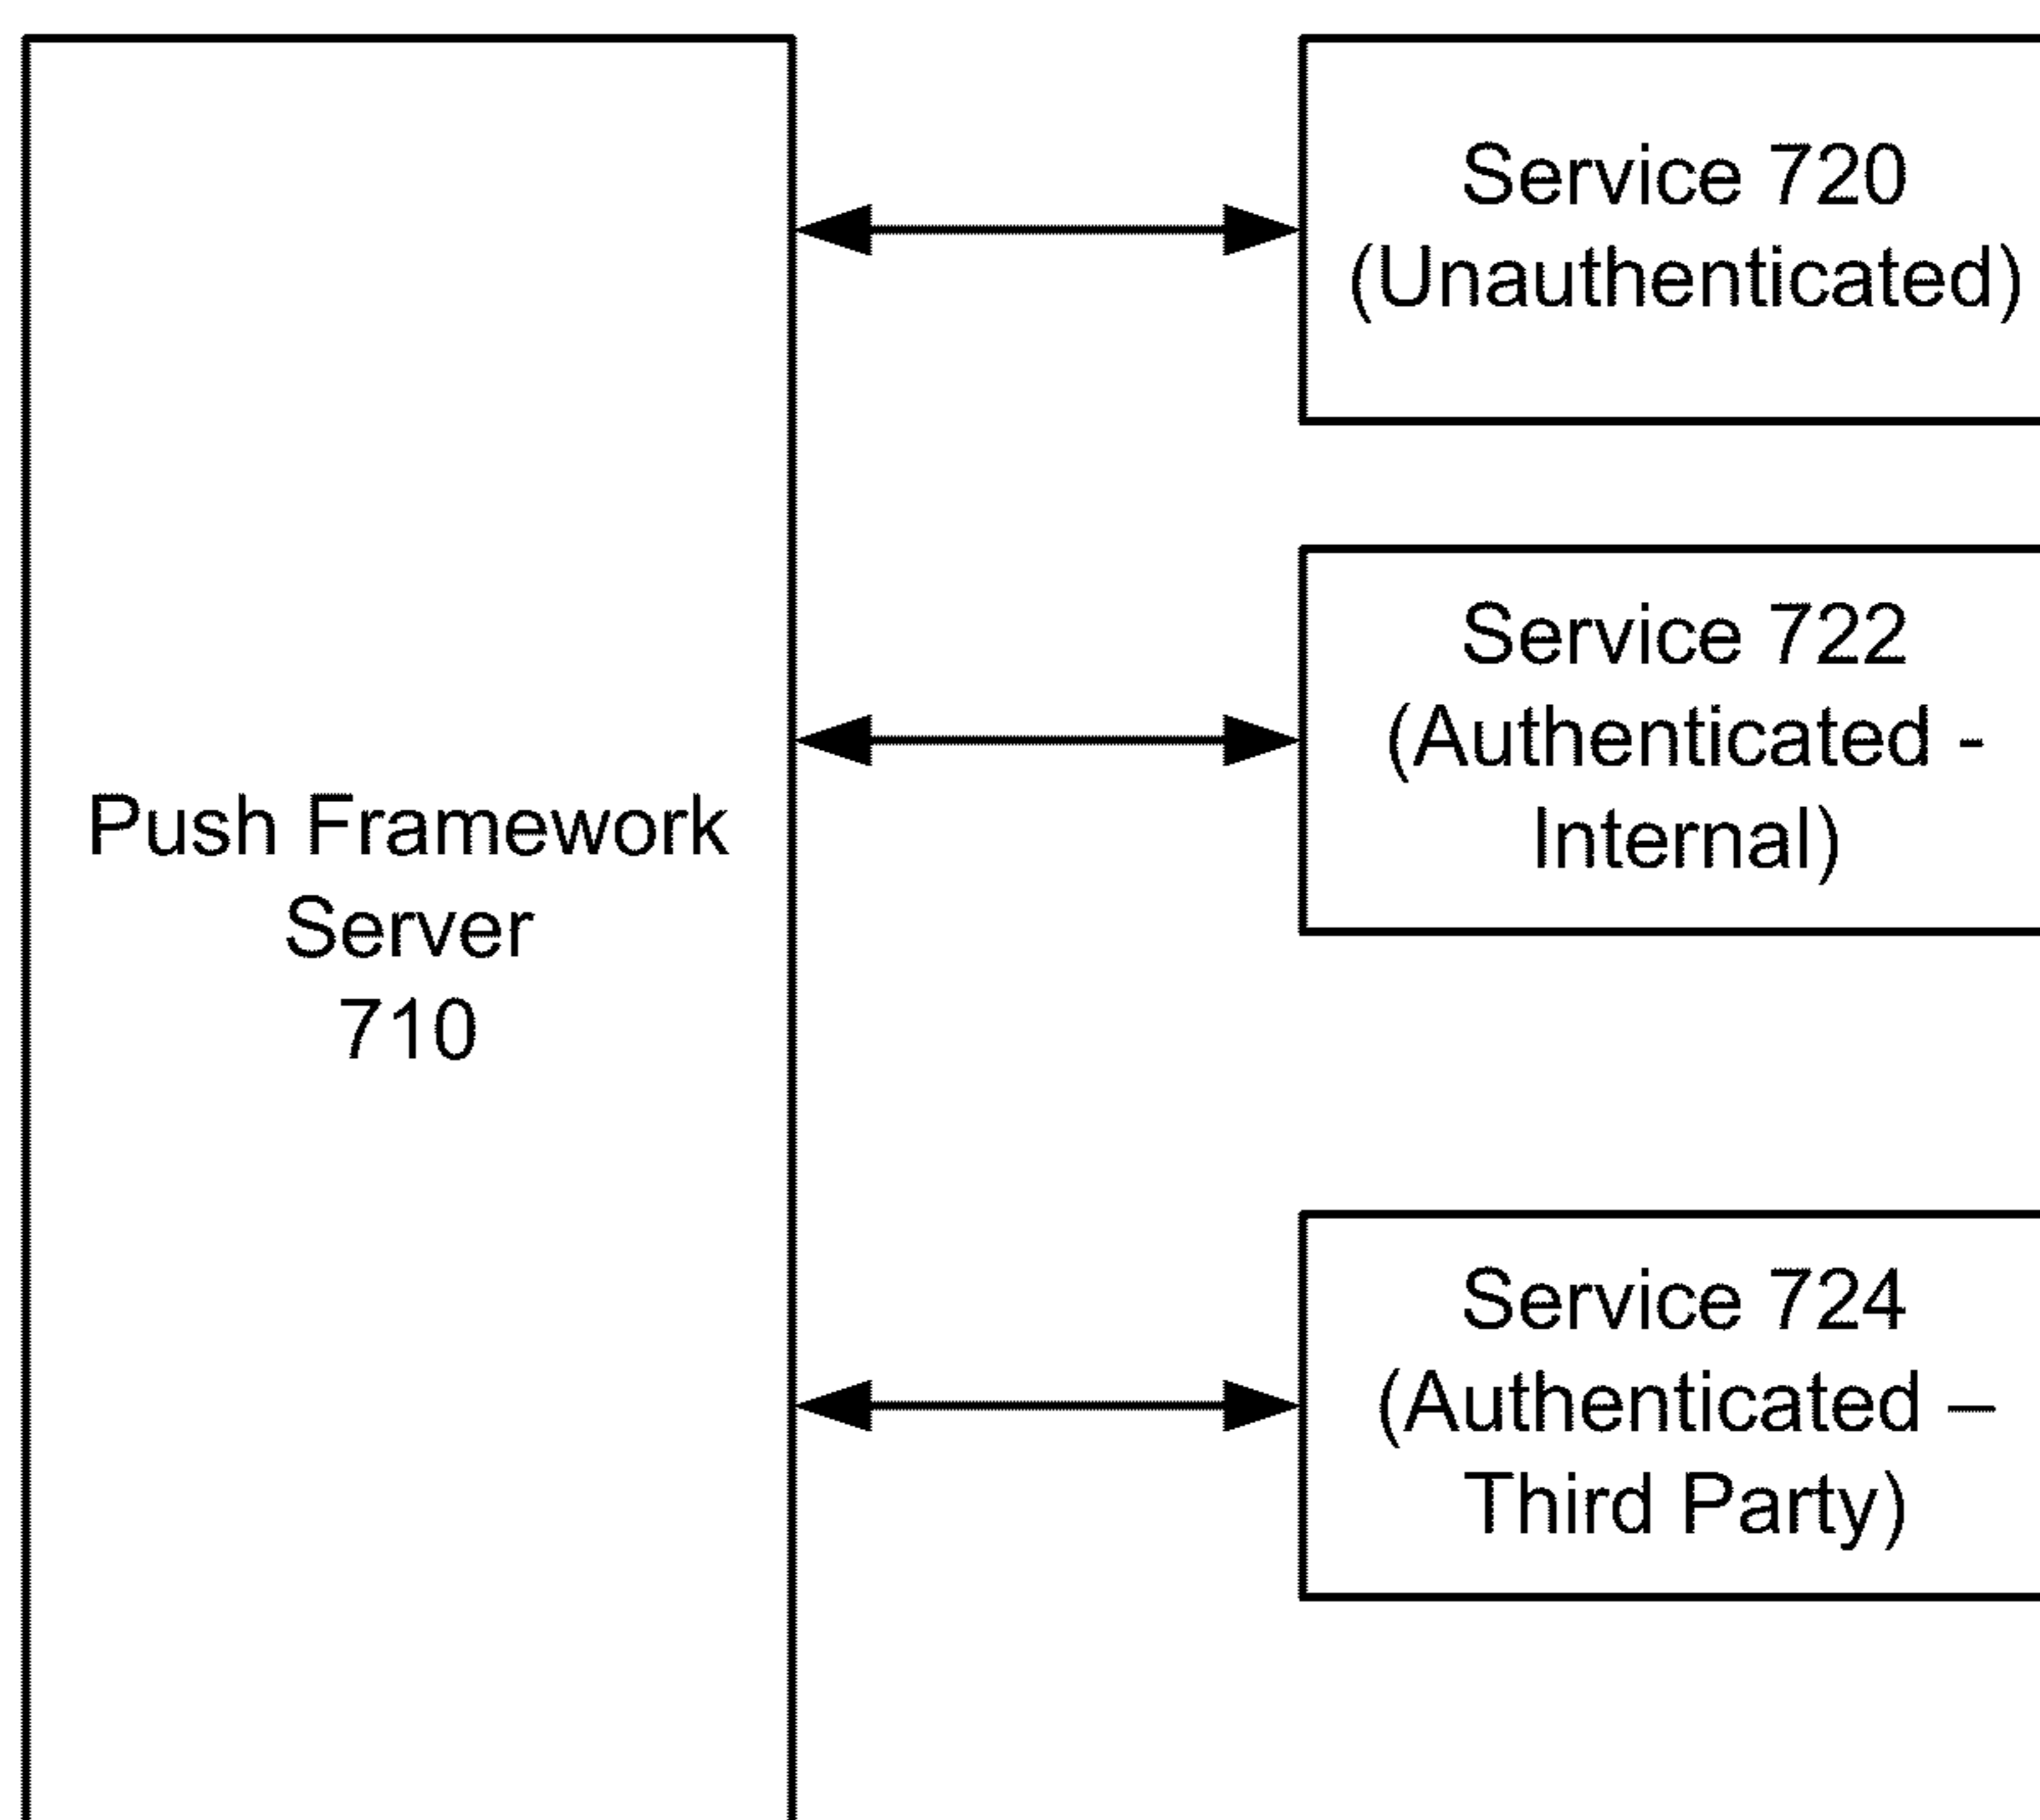 Push Framework
Server
710
Service 720
(Unauthenticated)
Service 722
(Authenticated -
Internal)
Service 724
(Authenticated –
Third Party)